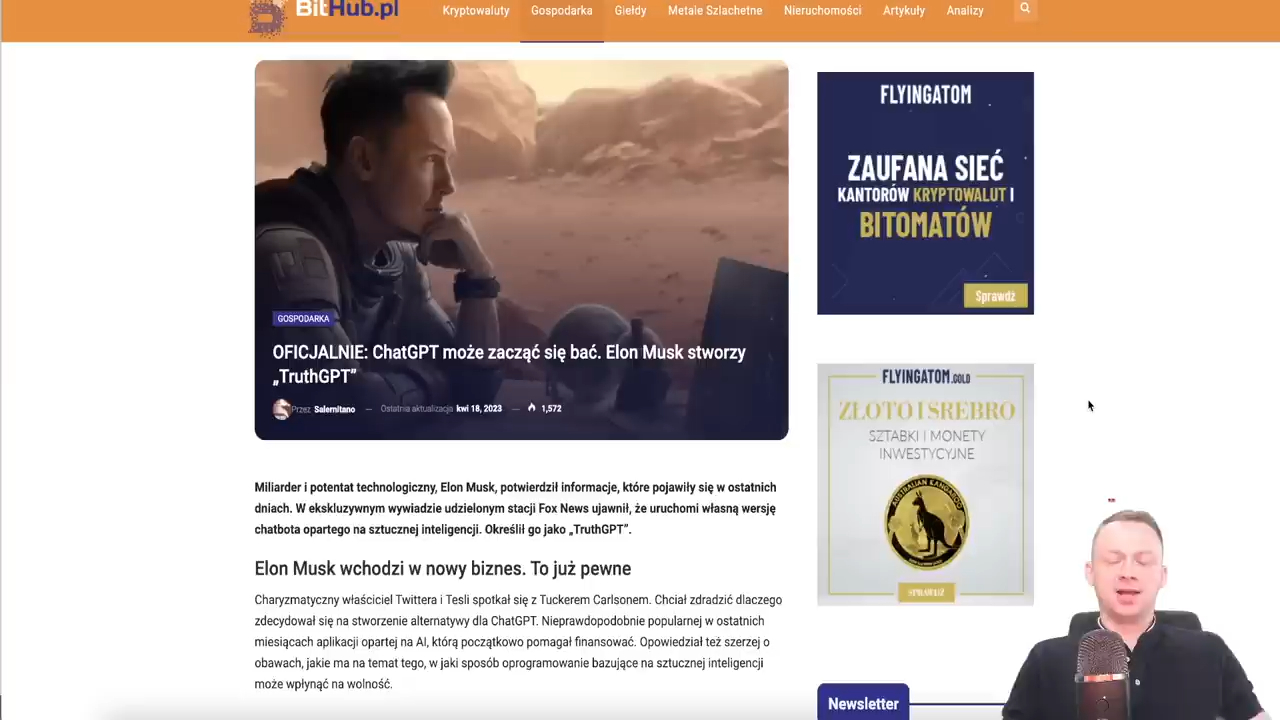 BitHub.pl
Kryptowaluty Gospodarka Giełdy Metale Szlachetne Nieruchomości Artykuły Analizy
GOSPODARKA
OFICJALNIE: ChatGPT może zacząć się bać. Elon Musk stworzy
„TruthGPT”
Przez Salernitano — Ostatnia aktualizacja kwi 18, 2023 — 1,572
Miliarder i potentat technologiczny, Elon Musk, potwierdził informacje, które pojawiły się w ostatnich
dniach. W ekskluzywnym wywiadzie udzielonym stacji Fox News ujawnił, że uruchomi własną wersję
chatbota opartego na sztucznej inteligencji. Określił go jako „TruthGPT”.
Elon Musk wchodzi w nowy biznes. To już pewne
Charyzmatyczny właściciel Twittera i Tesli spotkał się z Tuckerem Carlsonem. Chciał zdradzić dlaczego
zdecydował się na stworzenie alternatywy dla ChatGPT. Nieprawdopodobnie popularnej w ostatnich
miesiącach aplikacji opartej na AI, którą początkowo pomagał finansować. Opowiedział też szerzej o
obawach, jakie ma na temat tego, w jaki sposób oprogramowanie bazujące na sztucznej inteligencji
może wpłynąć na wolność.
FLYINGATOM
ZAUFANA SIEĆ
KANTORÓW KRYPTOWALUT I
BITOMATÓW
Sprawdź
FLYINGATOM.GOLD
ZŁOTO I SREBRO
SZTABKI I MONETY
INWESTYCYJNE
AUSTRALIAN KANGAROO
SPRAWDŹ
Newsletter